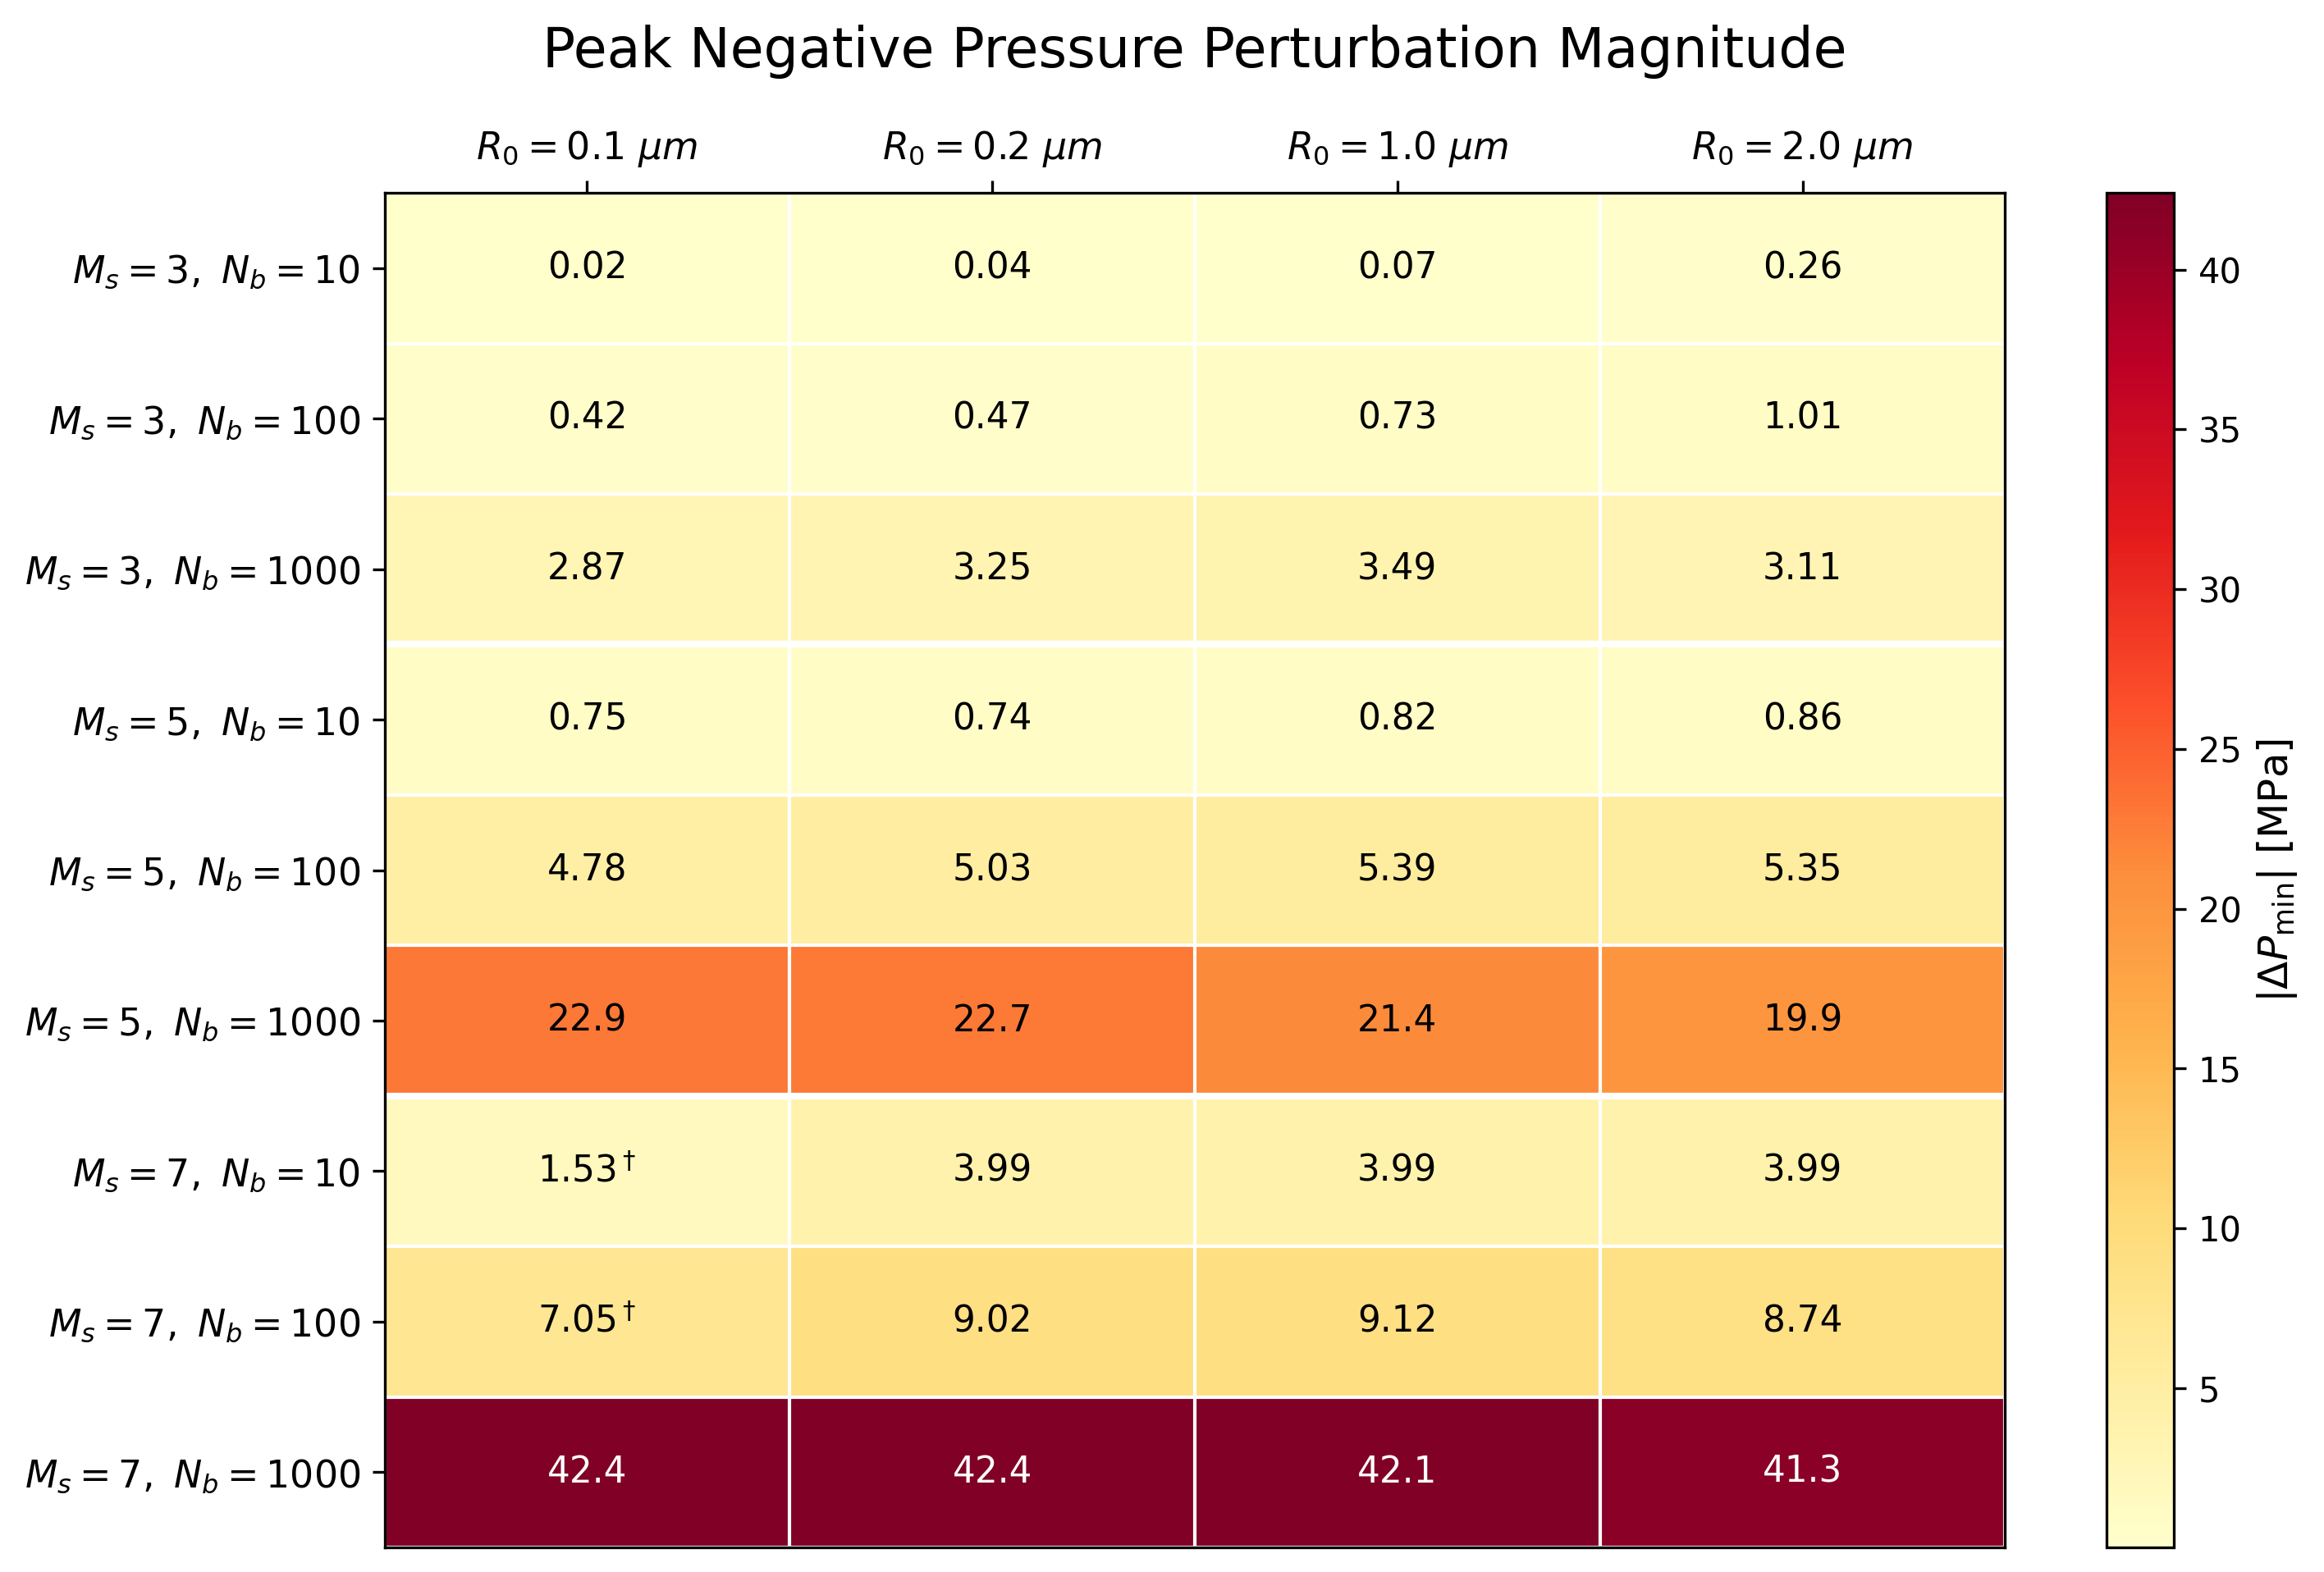 Peak Negative Pressure Perturbation Magnitude
R₀ = 0.1 μm R₀ = 0.2 μm R₀ = 1.0 μm R₀ = 2.0 μm
Mₛ = 3, N_b = 10 0.02 0.04 0.07 0.26
Mₛ = 3, N_b = 100 0.42 0.47 0.73 1.01
Mₛ = 3, N_b = 1000 2.87 3.25 3.49 3.11
Mₛ = 5, N_b = 10 0.75 0.74 0.82 0.86
Mₛ = 5, N_b = 100 4.78 5.03 5.39 5.35
Mₛ = 5, N_b = 1000 22.9 22.7 21.4 19.9
Mₛ = 7, N_b = 10 1.53† 3.99 3.99 3.99
Mₛ = 7, N_b = 100 7.05† 9.02 9.12 8.74
Mₛ = 7, N_b = 1000 42.4 42.4 42.1 41.3
40
35
30
25
20
15
10
5
|ΔP_min| [MPa]